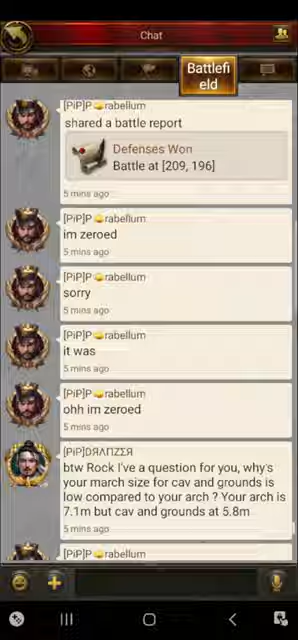 Chat
Battlefi
eld
[PiP]P🪙rabellum
shared a battle report
Defenses Won
Battle at [209, 196]
5 mins ago
[PiP]P🪙rabellum
im zeroed
5 mins ago
[PiP]P🪙rabellum
sorry
5 mins ago
[PiP]P🪙rabellum
it was
5 mins ago
[PiP]P🪙rabellum
ohh im zeroed
5 mins ago
[PiP]DЯΛПZΣЯ
btw Rock I've a question for you, why's
your march size for cav and grounds is
low compared to your arch ? Your arch is
7.1m but cav and grounds at 5.8m
5 mins ago
[PiP]P🪙rabellum